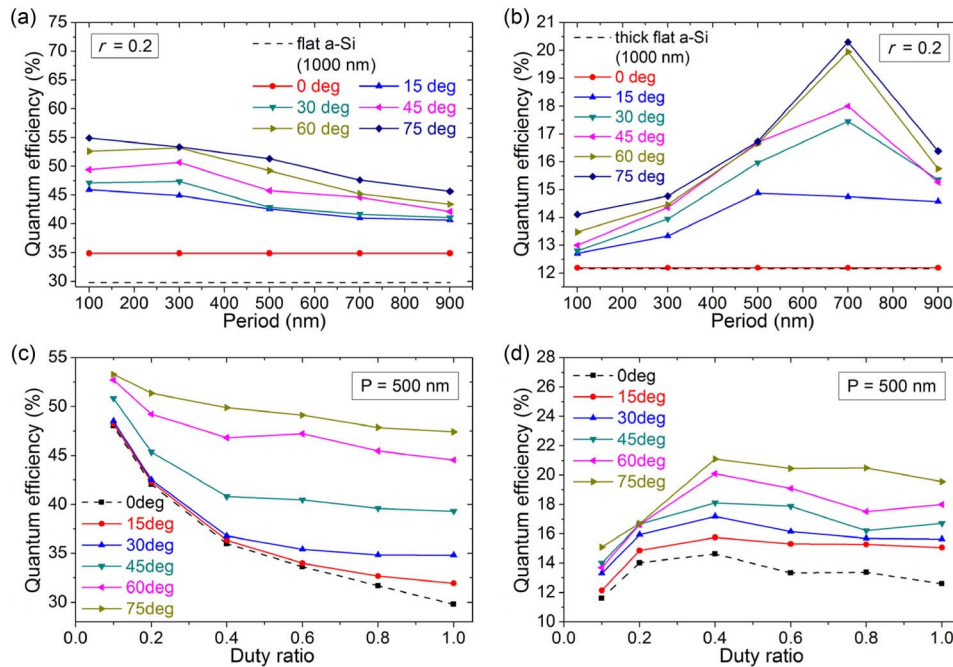 (a)
75
70
65
60
55
50
45
40
35
30
Quantum efficiency (%)
r = 0.2
flat a-Si
(1000 nm)
0 deg
15 deg
30 deg
45 deg
60 deg
75 deg
100 200 300 400 500 600 700 800 900
Period (nm)
(b)
21
20
19
18
17
16
15
14
13
12
Quantum efficiency (%)
thick flat a-Si
(1000 nm)
r = 0.2
0 deg
15 deg
30 deg
45 deg
60 deg
75 deg
100 200 300 400 500 600 700 800 900
Period (nm)
(c)
55
50
45
40
35
30
Quantum efficiency (%)
P = 500 nm
0deg
15deg
30deg
45deg
60deg
75deg
0.0 0.2 0.4 0.6 0.8 1.0
Duty ratio
(d)
28
26
24
22
20
18
16
14
12
10
Quantum efficiency (%)
P = 500 nm
0deg
15deg
30deg
45deg
60deg
75deg
0.0 0.2 0.4 0.6 0.8 1.0
Duty ratio